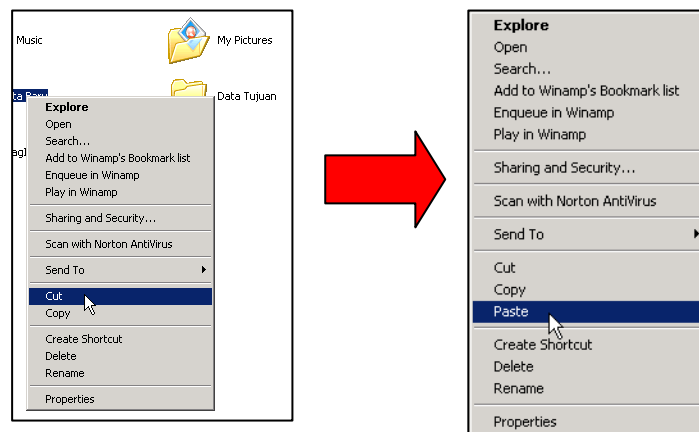 Music
My Pictures
ta Baru
Data Tujuan
Explore
Open
Search...
Add to Winamp's Bookmark list
Enqueue in Winamp
Play in Winamp
Sharing and Security...
Scan with Norton AntiVirus
Send To
Cut
Copy
Create Shortcut
Delete
Rename
Properties
Explore
Open
Search...
Add to Winamp's Bookmark list
Enqueue in Winamp
Play in Winamp
Sharing and Security...
Scan with Norton AntiVirus
Send To
Cut
Copy
Paste
Create Shortcut
Delete
Rename
Properties